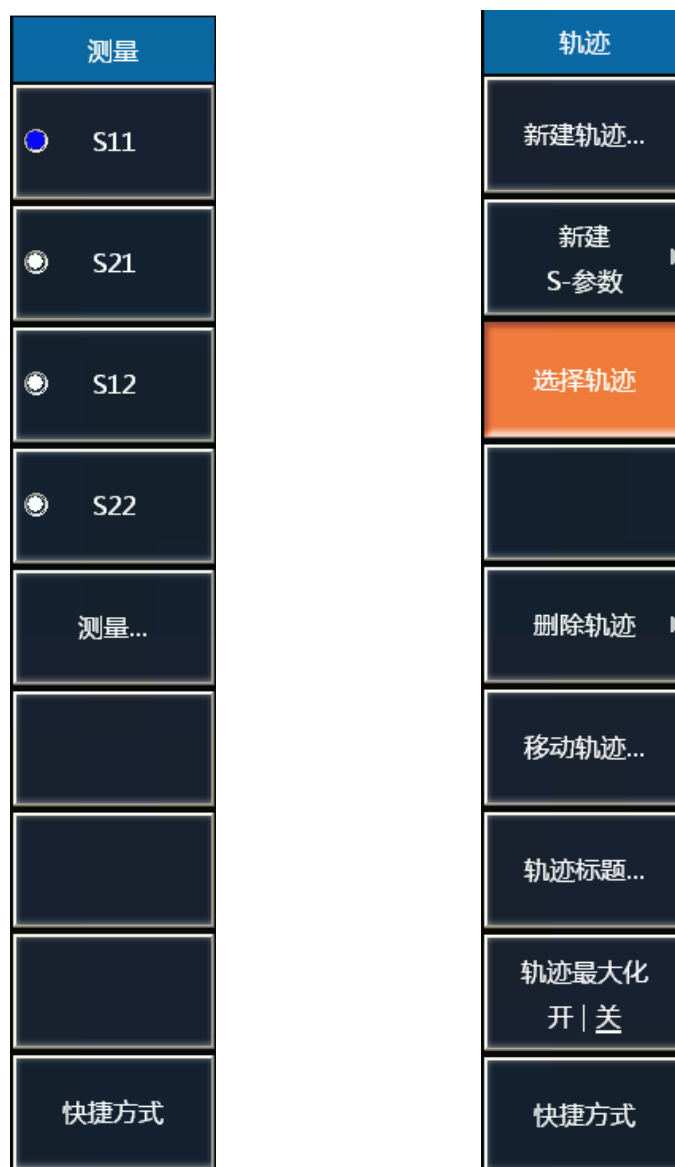 测量
S11
S21
S12
S22
测量...
快捷方式
轨迹
新建轨迹...
新建
S-参数
选择轨迹
删除轨迹
移动轨迹...
轨迹标题...
轨迹最大化
开|关
快捷方式